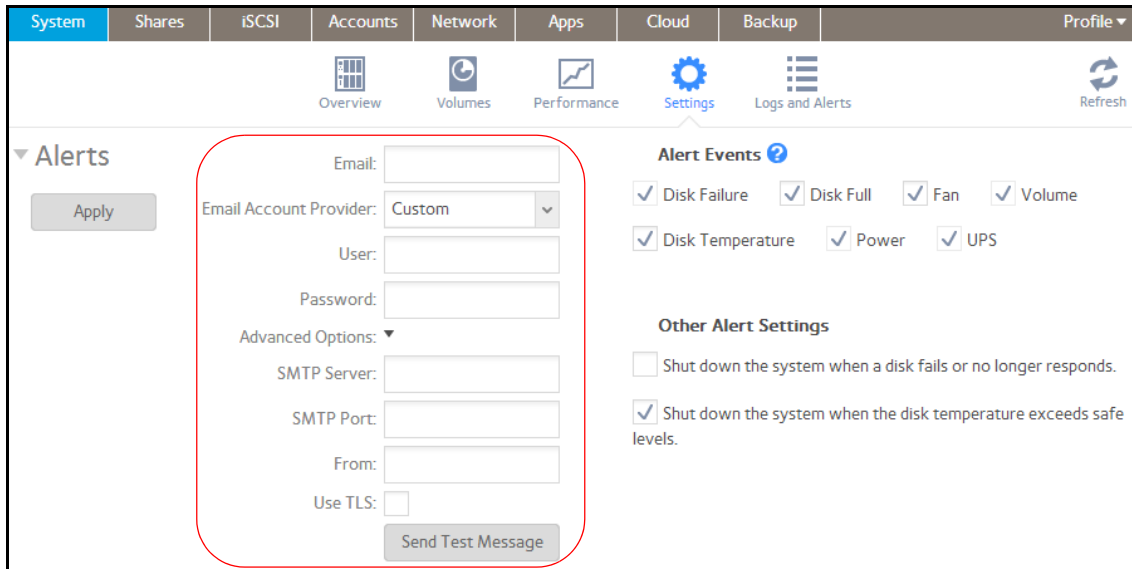 System Shares iSCSI Accounts Network Apps Cloud Backup Profile
Overview Volumes Performance Settings Logs and Alerts Refresh
Alerts
Apply
Email:
Email Account Provider: Custom
User:
Password:
Advanced Options:
SMTP Server:
SMTP Port:
From:
Use TLS:
Send Test Message
Alert Events ?
Disk Failure Disk Full Fan Volume
Disk Temperature Power UPS
Other Alert Settings
Shut down the system when a disk fails or no longer responds.
Shut down the system when the disk temperature exceeds safe
levels.